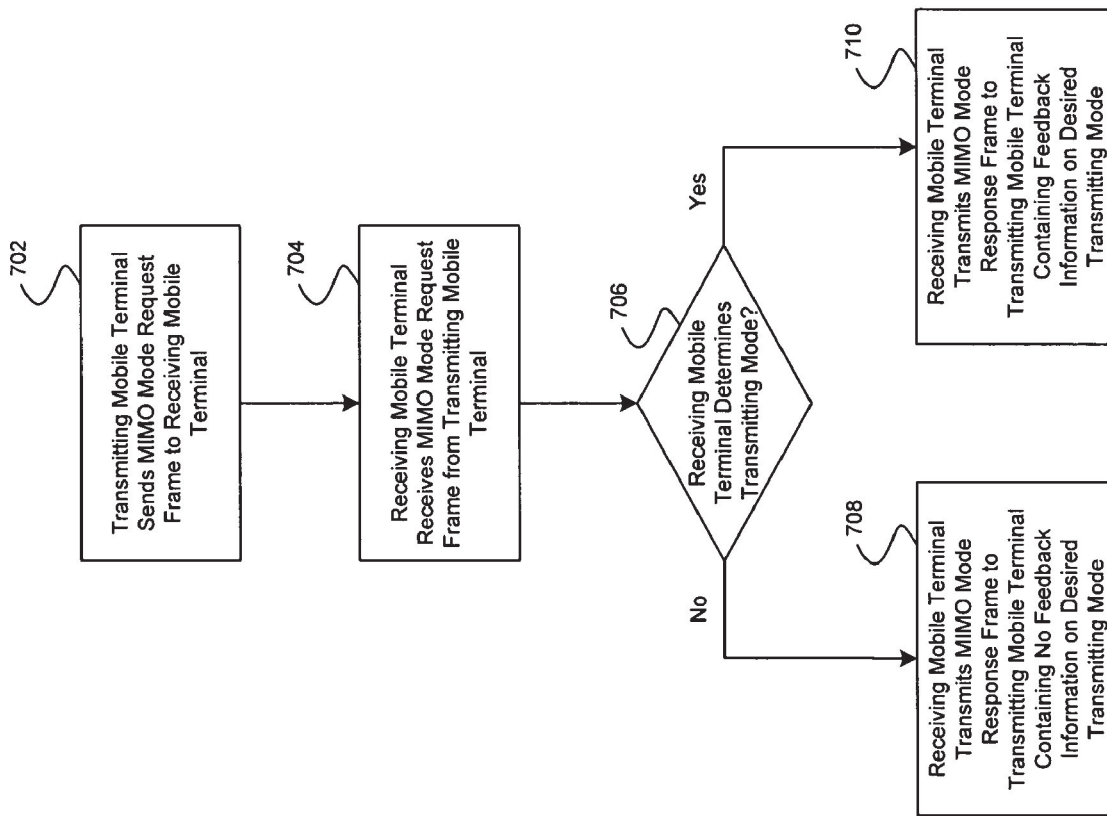 702
Transmitting Mobile Terminal
Sends MIMO Mode Request
Frame to Receiving Mobile
Terminal
704
Receiving Mobile Terminal
Receives MIMO Mode Request
Frame from Transmitting Mobile
Terminal
706
Receiving Mobile
Terminal Determines
Transmitting Mode?
No
Yes
708
Receiving Mobile Terminal
Transmits MIMO Mode
Response Frame to
Transmitting Mobile Terminal
Containing No Feedback
Information on Desired
Transmitting Mode
710
Receiving Mobile Terminal
Transmits MIMO Mode
Response Frame to
Transmitting Mobile Terminal
Containing Feedback
Information on Desired
Transmitting Mode